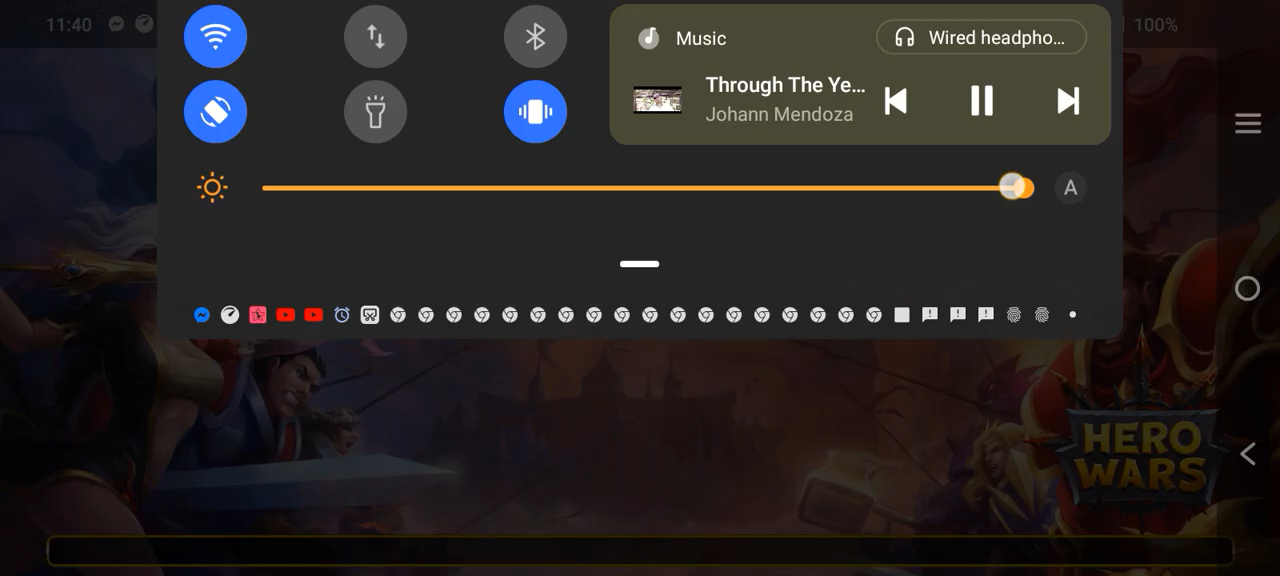 11:40
100%
Music
Wired headpho...
Through The Ye...
Johann Mendoza
A
HERO
WARS